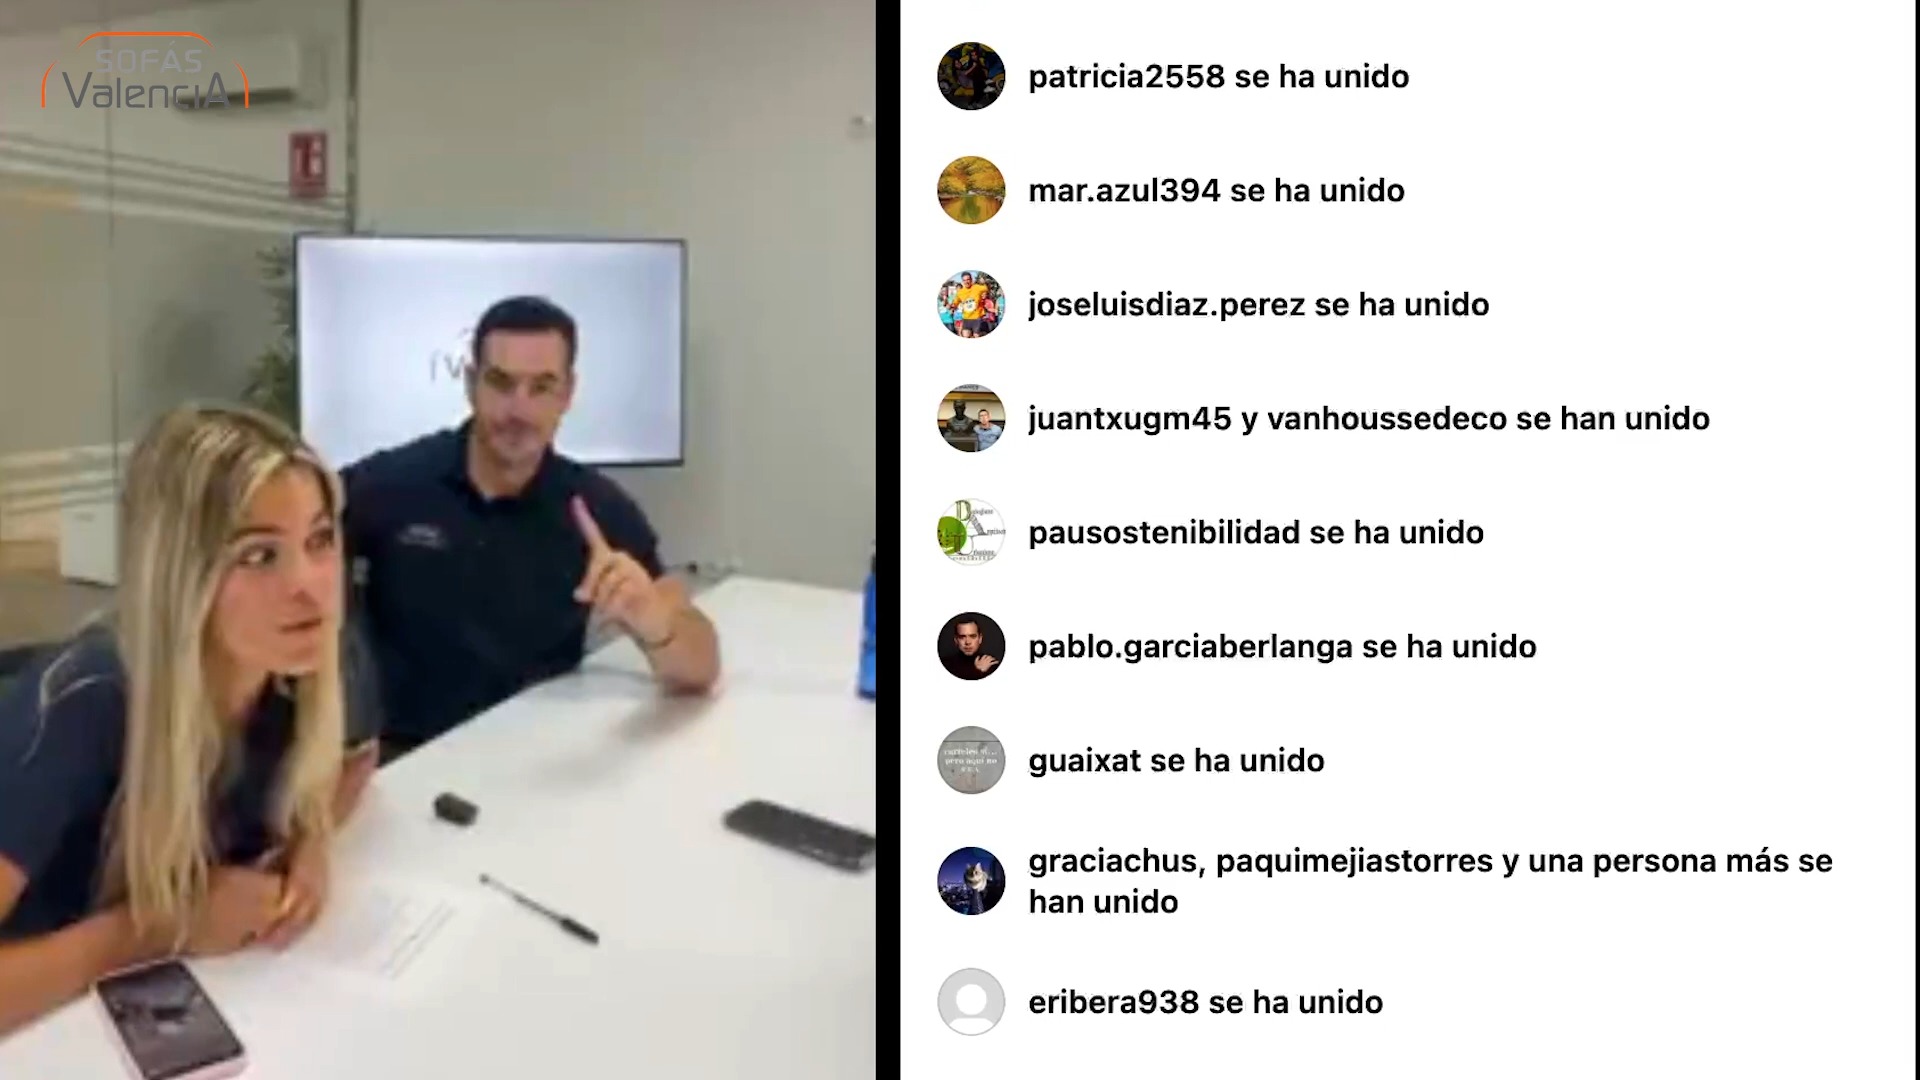 SOFÁS
ValenciA
patricia2558 se ha unido
mar.azul394 se ha unido
joseluisdiaz.perez se ha unido
juantxugm45 y vanhoussedeco se han unido
pausostenibilidad se ha unido
pablo.garciaberlanga se ha unido
guaixat se ha unido
graciachus, paquimejiastorres y una persona más se
han unido
eribera938 se ha unido